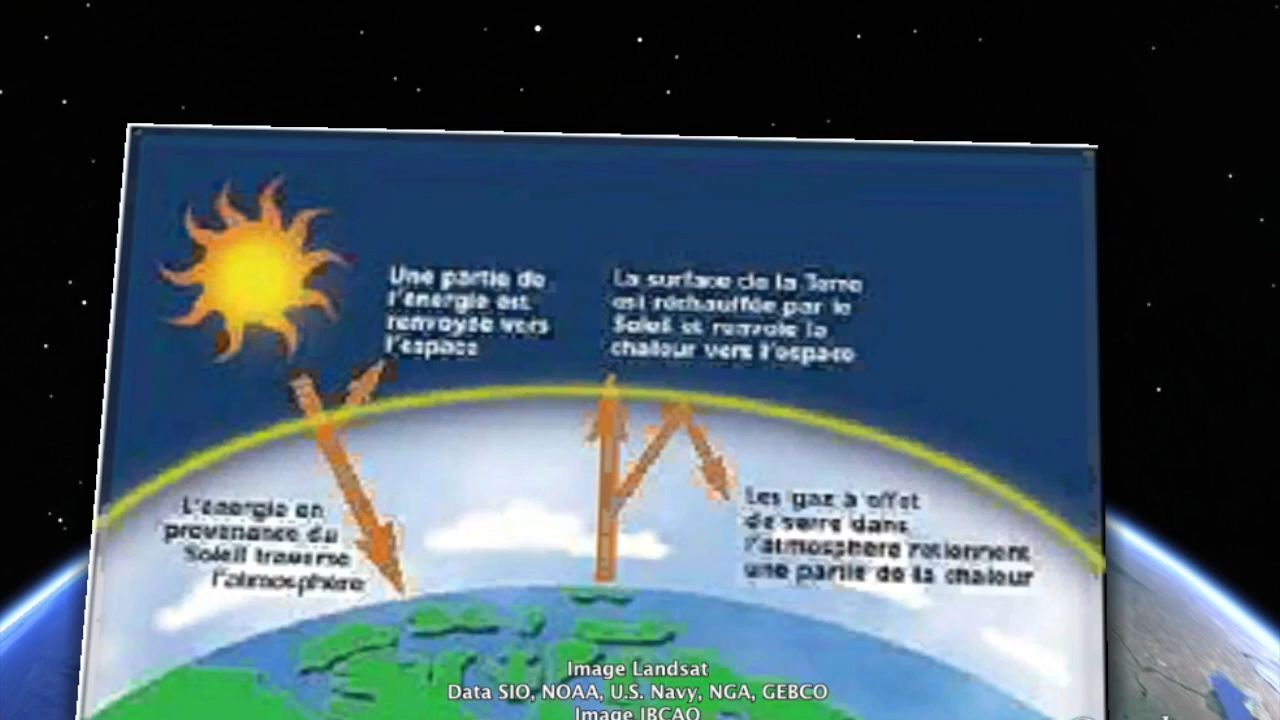 Une partie de
l'énergie est
renvoyée vers
l'espace
La surface de la Terre
est réchauffée par le
Soleil et renvoie la
chaleur vers l'espace
L'énergie en
provenance du
Soleil traverse
l'atmosphère
Les gaz à effet
de serre dans
l'atmosphère retiennent
une partie de la chaleur
Image Landsat
Data SIO, NOAA, U.S. Navy, NGA, GEBCO
Image IBCAO